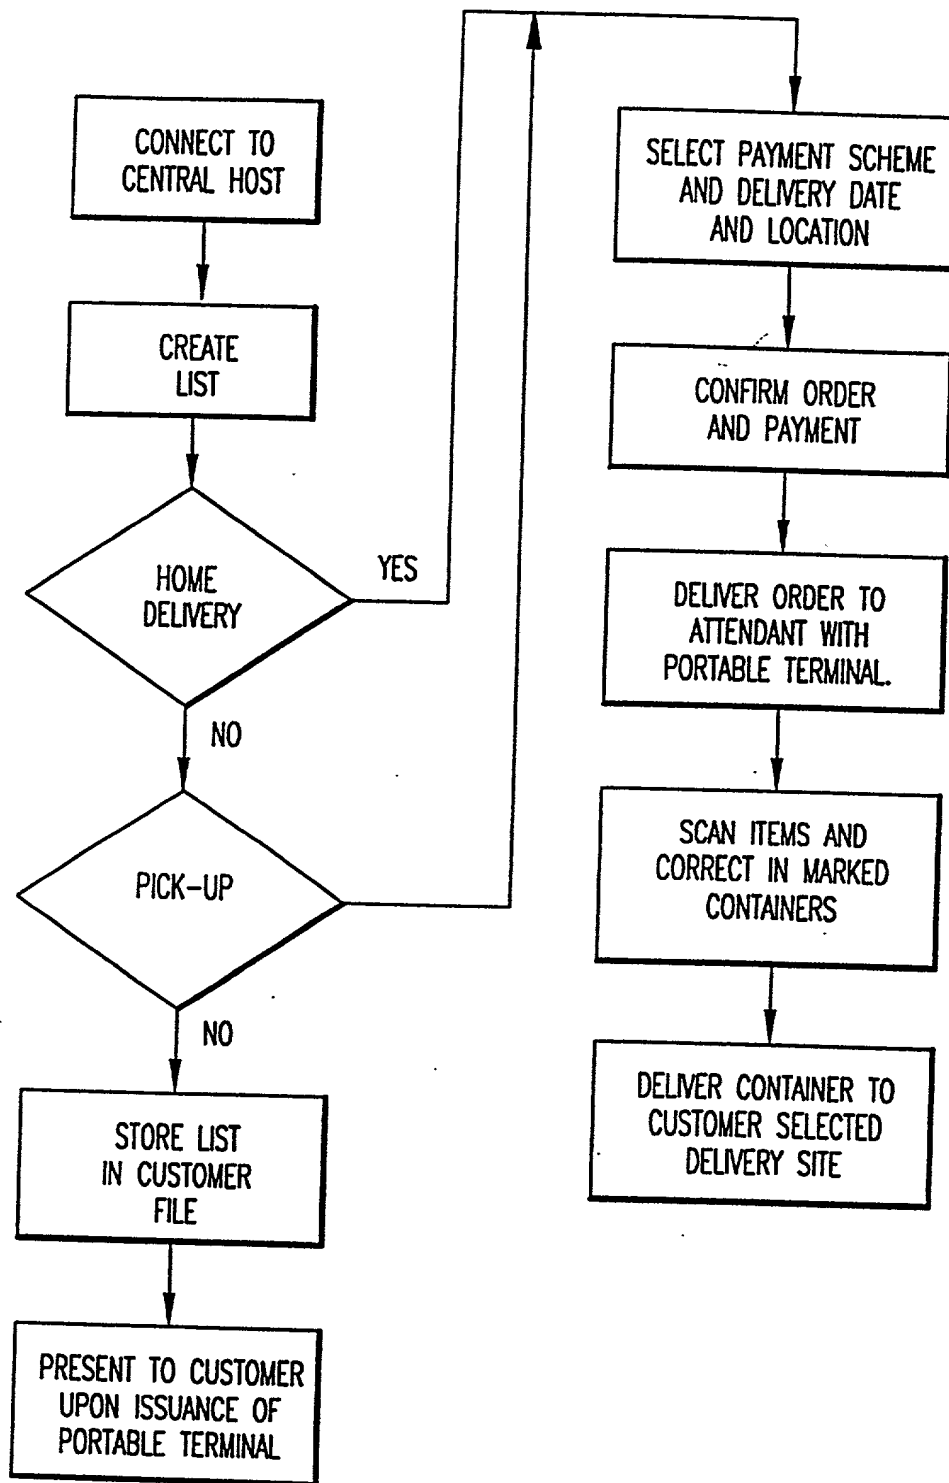 CONNECT TO
CENTRAL HOST
CREATE
LIST
HOME
DELIVERY
YES
NO
PICK-UP
NO
STORE LIST
IN CUSTOMER
FILE
PRESENT TO CUSTOMER
UPON ISSUANCE OF
PORTABLE TERMINAL
SELECT PAYMENT SCHEME
AND DELIVERY DATE
AND LOCATION
CONFIRM ORDER
AND PAYMENT
DELIVER ORDER TO
ATTENDANT WITH
PORTABLE TERMINAL.
SCAN ITEMS AND
CORRECT IN MARKED
CONTAINERS
DELIVER CONTAINER TO
CUSTOMER SELECTED
DELIVERY SITE